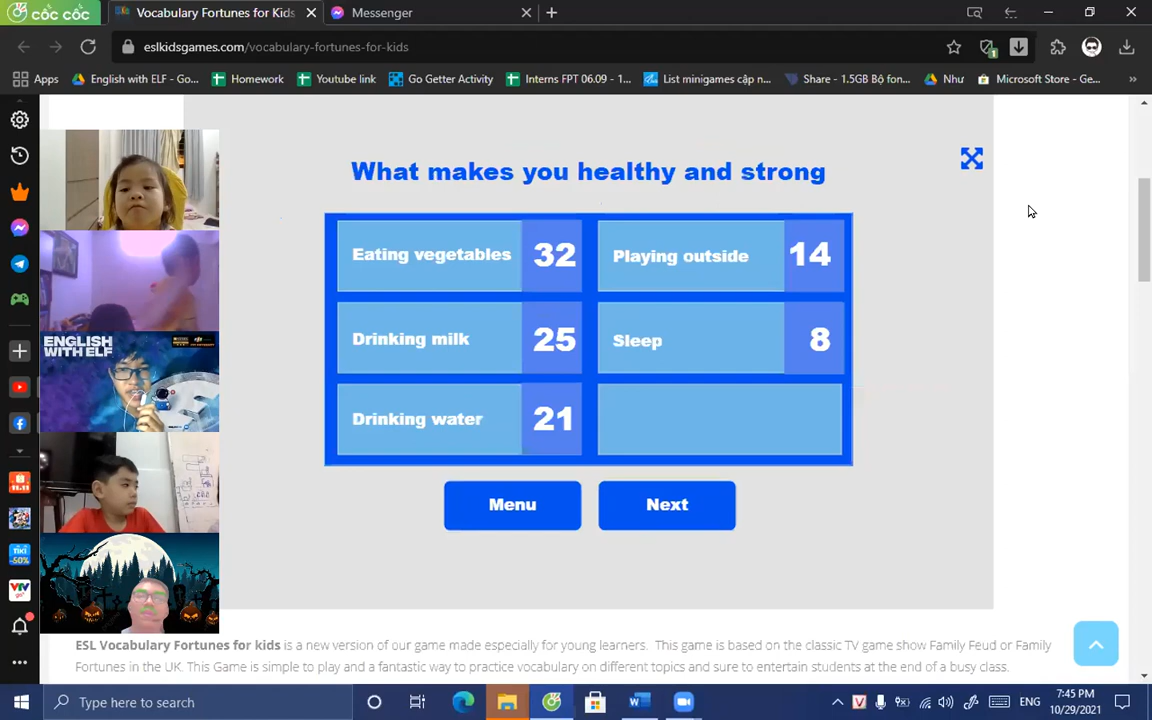 cốc cốc
Vocabulary Fortunes for Kids
Messenger
eslkidsgames.com/vocabulary-fortunes-for-kids
Apps
English with ELF - Go...
Homework
Youtube link
Go Getter Activity
Interns FPT 06.09 - 1...
List minigames cập n...
Share - 1.5GB Bộ fon...
Như
Microsoft Store - Ge...
What makes you healthy and strong
Eating vegetables 32
Playing outside 14
Drinking milk 25
Sleep 8
Drinking water 21
Menu
Next
ENGLISH
WITH ELF
11.11
TIKI
-50%
VTV
go
ESL Vocabulary Fortunes for kids is a new version of our game made especially for young learners. This game is based on the classic TV game show Family Feud or Family
Fortunes in the UK. This Game is simple to play and a fantastic way to practice vocabulary on different topics and sure to entertain students at the end of a busy class.
Type here to search
ENG
7:45 PM
10/29/2021